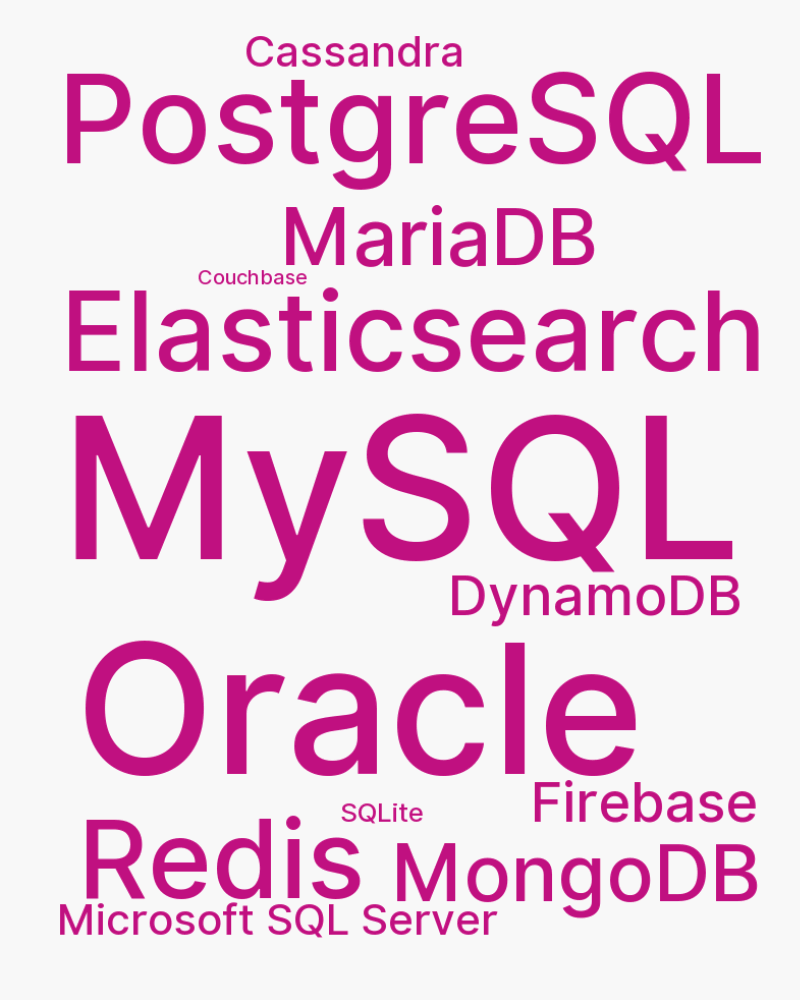 Cassandra
PostgreSQL
MariaDB
Couchbase
Elasticsearch
MySQL
DynamoDB
Oracle
Firebase
SQLite
Redis
MongoDB
Microsoft SQL Server